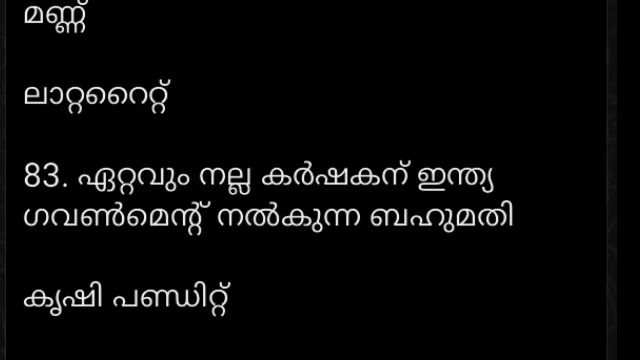 മണ്ണ്
ലാറ്ററൈറ്റ്
83. ഏറ്റവും നല്ല കർഷകന് ഇന്ത്യ
ഗവൺമെന്റ് നൽകുന്ന ബഹുമതി
കൃഷി പണ്ഡിറ്റ്